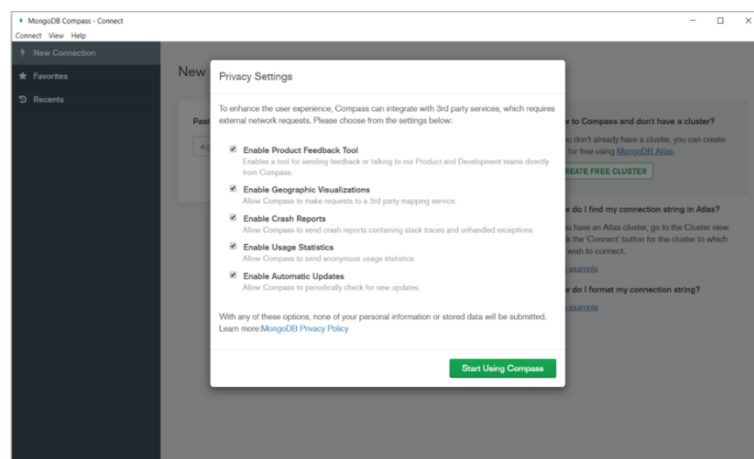 MongoDB Compass - Connect
Connect View Help
New Connection
Favorites
Recents
New
Past
e.g
Privacy Settings
To enhance the user experience, Compass can integrate with 3rd party services, which requires
external network requests. Please choose from the settings below:
Enable Product Feedback Tool
Enables a tool for sending feedback or talking to our Product and Development teams directly
from Compass.
Enable Geographic Visualizations
Allow Compass to make requests to a 3rd party mapping service.
Enable Crash Reports
Allow Compass to send crash reports containing stack traces and unhandled exceptions.
Enable Usage Statistics
Allow Compass to send anonymous usage statistics.
Enable Automatic Updates
Allow Compass to periodically check for new updates.
With any of these options, none of your personal information or stored data will be submitted.
Learn more:MongoDB Privacy Policy
Start Using Compass
w to Compass and don't have a cluster?
u don't already have a cluster, you can create
for free using MongoDB Atlas.
REATE FREE CLUSTER
w do I find my connection string in Atlas?
u have an Atlas cluster, go to the Cluster view.
k the 'Connect' button for the cluster to which
wish to connect.
example
w do I format my connection string?
example